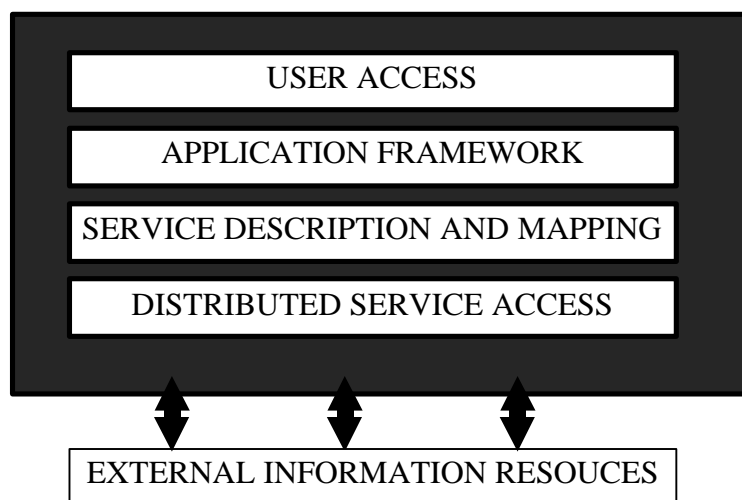 USER ACCESS
APPLICATION FRAMEWORK
SERVICE DESCRIPTION AND MAPPING
DISTRIBUTED SERVICE ACCESS
EXTERNAL INFORMATION RESOUCES